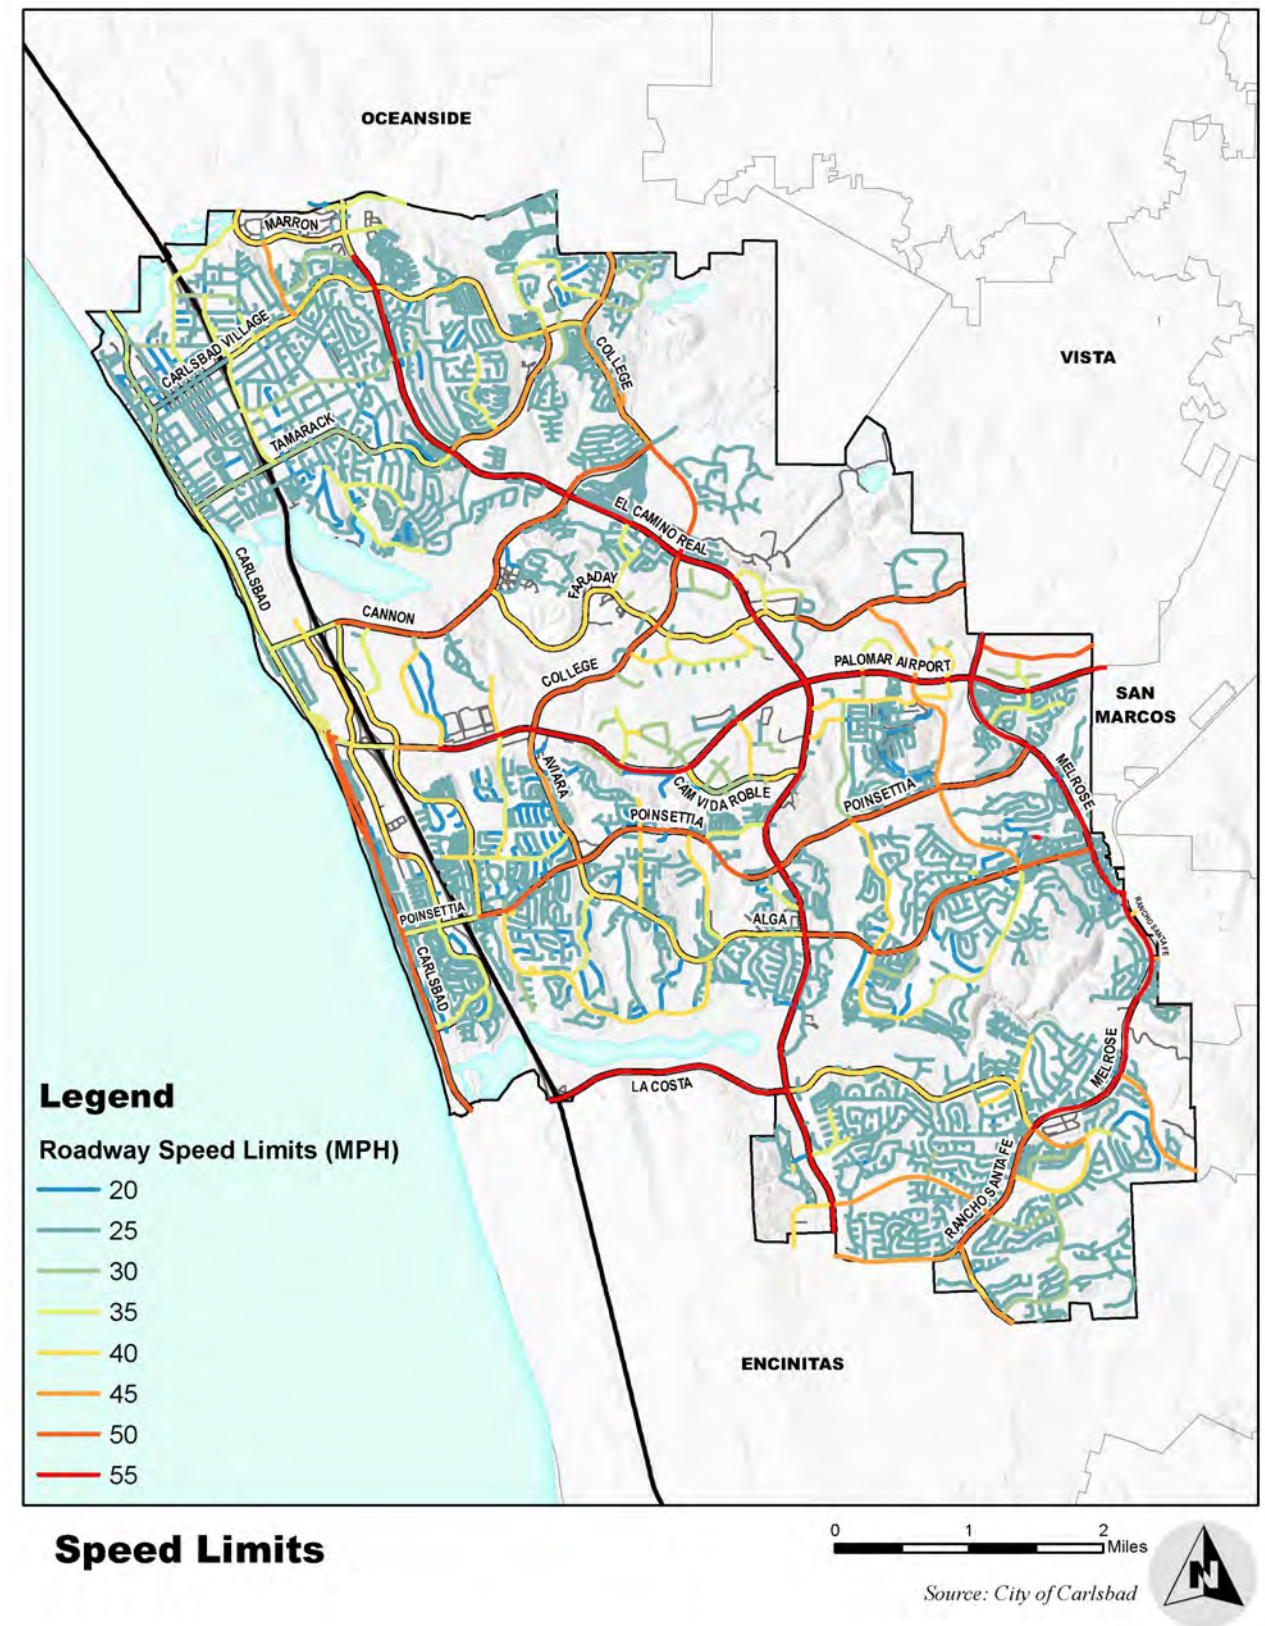 OCEANSIDE
MARRON
VISTA
CARLSBAD VILLAGE
COLLEGE
TAMARACK
EL CAMINO REAL
CARLSBAD
FARADAY
CANNON
COLLEGE
PALOMAR AIRPORT
SAN
MARCOS
AVIARA
CAM VIDA ROBLE
MELROSE
POINSETTIA
POINSETTIA
POINSETTIA
ALGA
RANCHO SANTA FE
CARLSBAD
LA COSTA
MELROSE
RANCHO SANTA FE
ENCINITAS
Legend
Roadway Speed Limits (MPH)
20
25
30
35
40
45
50
55
Speed Limits
0 1 2
Miles
N
Source: City of Carlsbad